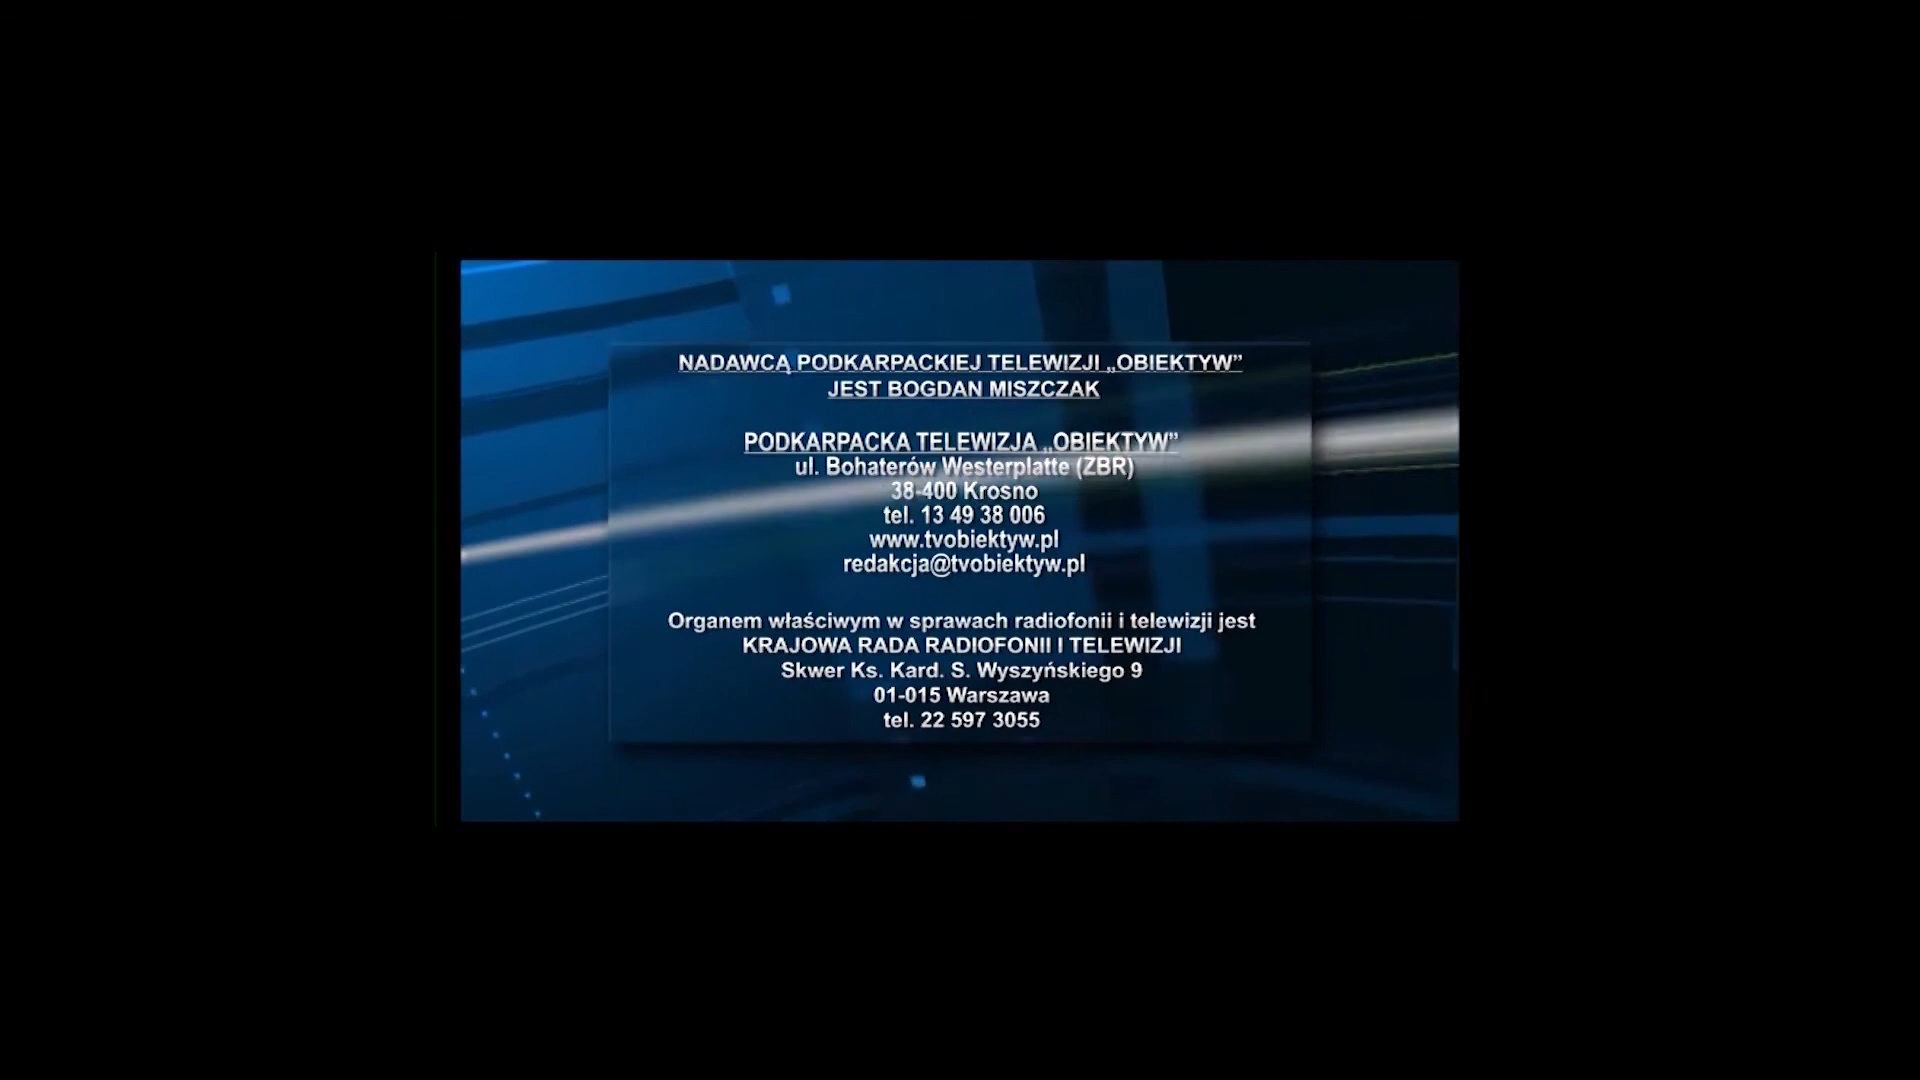 NADAWCĄ PODKARPACKIEJ TELEWIZJI „OBIEKTYW”
JEST BOGDAN MISZCZAK
PODKARPACKA TELEWIZJA „OBIEKTYW”
ul. Bohaterów Westerplatte (ZBR)
38-400 Krosno
tel. 13 49 38 006
www.tvobiektyw.pl
redakcja@tvobiektyw.pl
Organem właściwym w sprawach radiofonii i telewizji jest
KRAJOWA RADA RADIOFONII I TELEWIZJI
Skwer Ks. Kard. S. Wyszyńskiego 9
01-015 Warszawa
tel. 22 597 3055